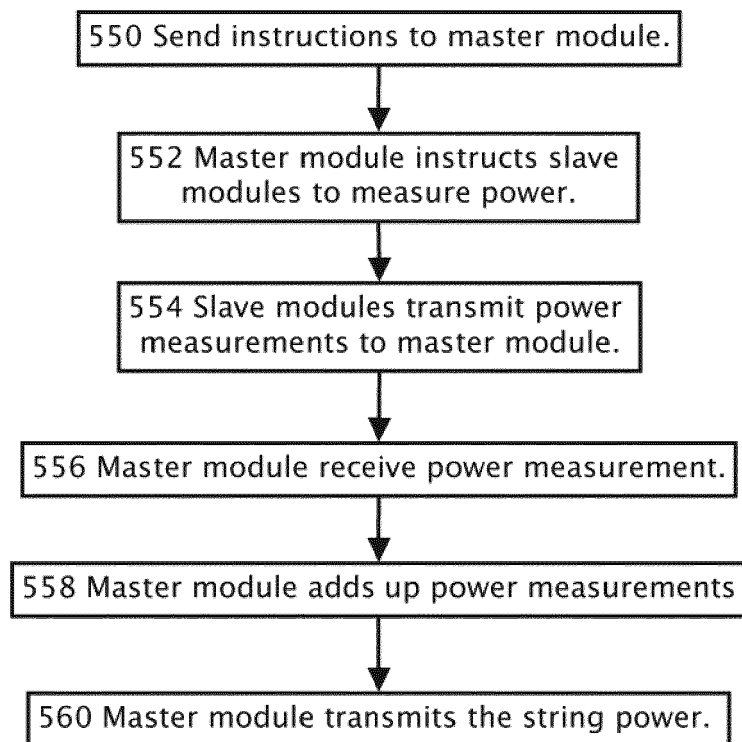 550 Send instructions to master module.
552 Master module instructs slave
modules to measure power.
554 Slave modules transmit power
measurements to master module.
556 Master module receive power measurement.
558 Master module adds up power measurements
560 Master module transmits the string power.